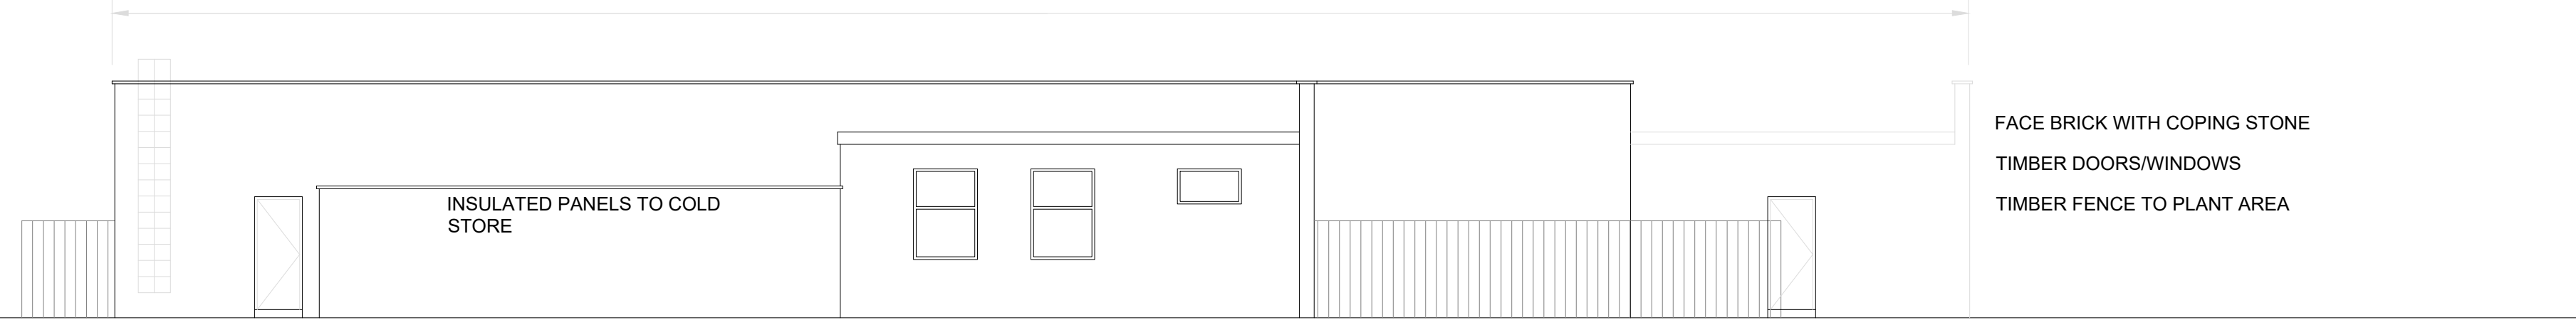 FACE BRICK WITH COPING STONE
TIMBER DOORS/WINDOWS
INSULATED PANELS TO COLD
STORE
TIMBER FENCE TO PLANT AREA